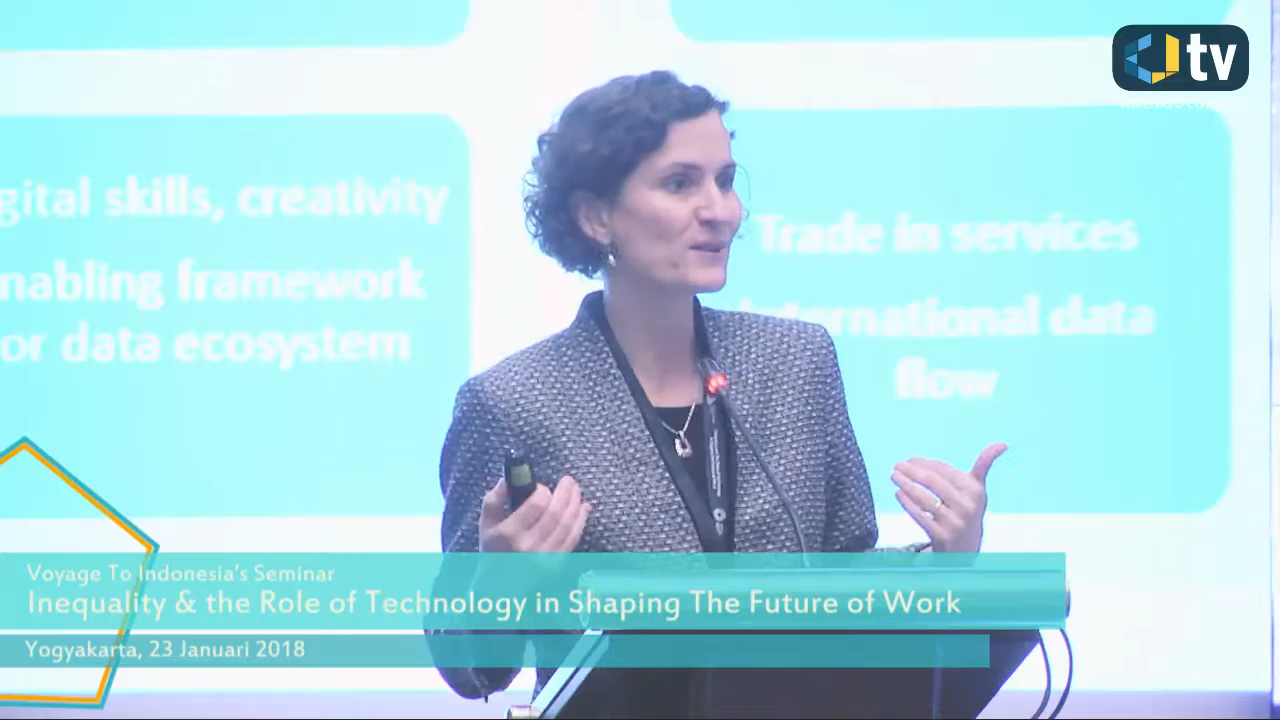 tv
gital skills, creativity
nabling framework
or data ecosystem
Trade in services
ternational data
flow
Voyage To Indonesia's Seminar
Inequality & the Role of Technology in Shaping The Future of Work
Yogyakarta, 23 Januari 2018